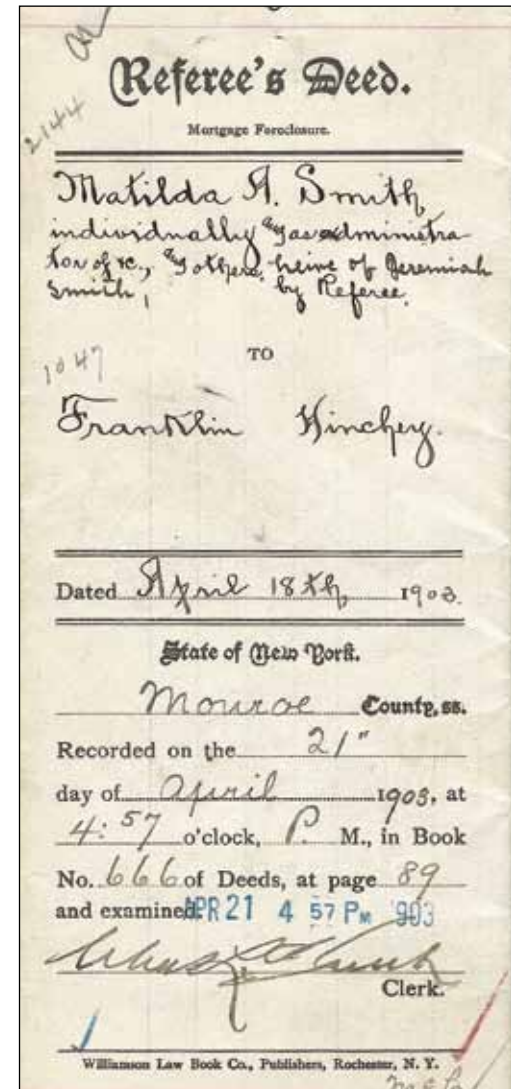 2144
Referee's Deed.
Mortgage Foreclosure.
Matilda A. Smith,
individually & as administra-
tor of &c., & others, heirs of Jeremiah
Smith, by Referee.
TO
1047
Franklin Hinchey.
Dated April 18th 1903.
State of New York.
Monroe County, ss.
Recorded on the 21"
day of April 1903, at
4:57 o'clock, P. M., in Book
No. 666 of Deeds, at page 89
and examined.
APR 21 4 57 PM 903
Clerk.
Williamson Law Book Co., Publishers, Rochester, N. Y.